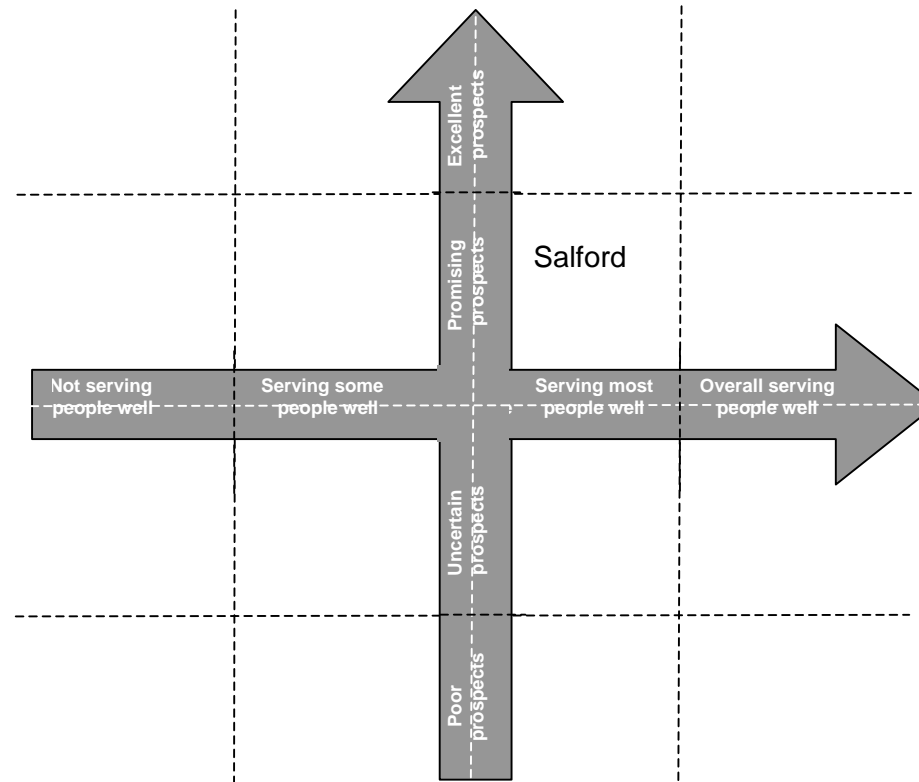 Excellent
prospects
Promising
prospects
Salford
Not serving
people well
Serving some
people well
Serving most
people well
Overall serving
people well
Uncertain
prospects
Poor
prospects